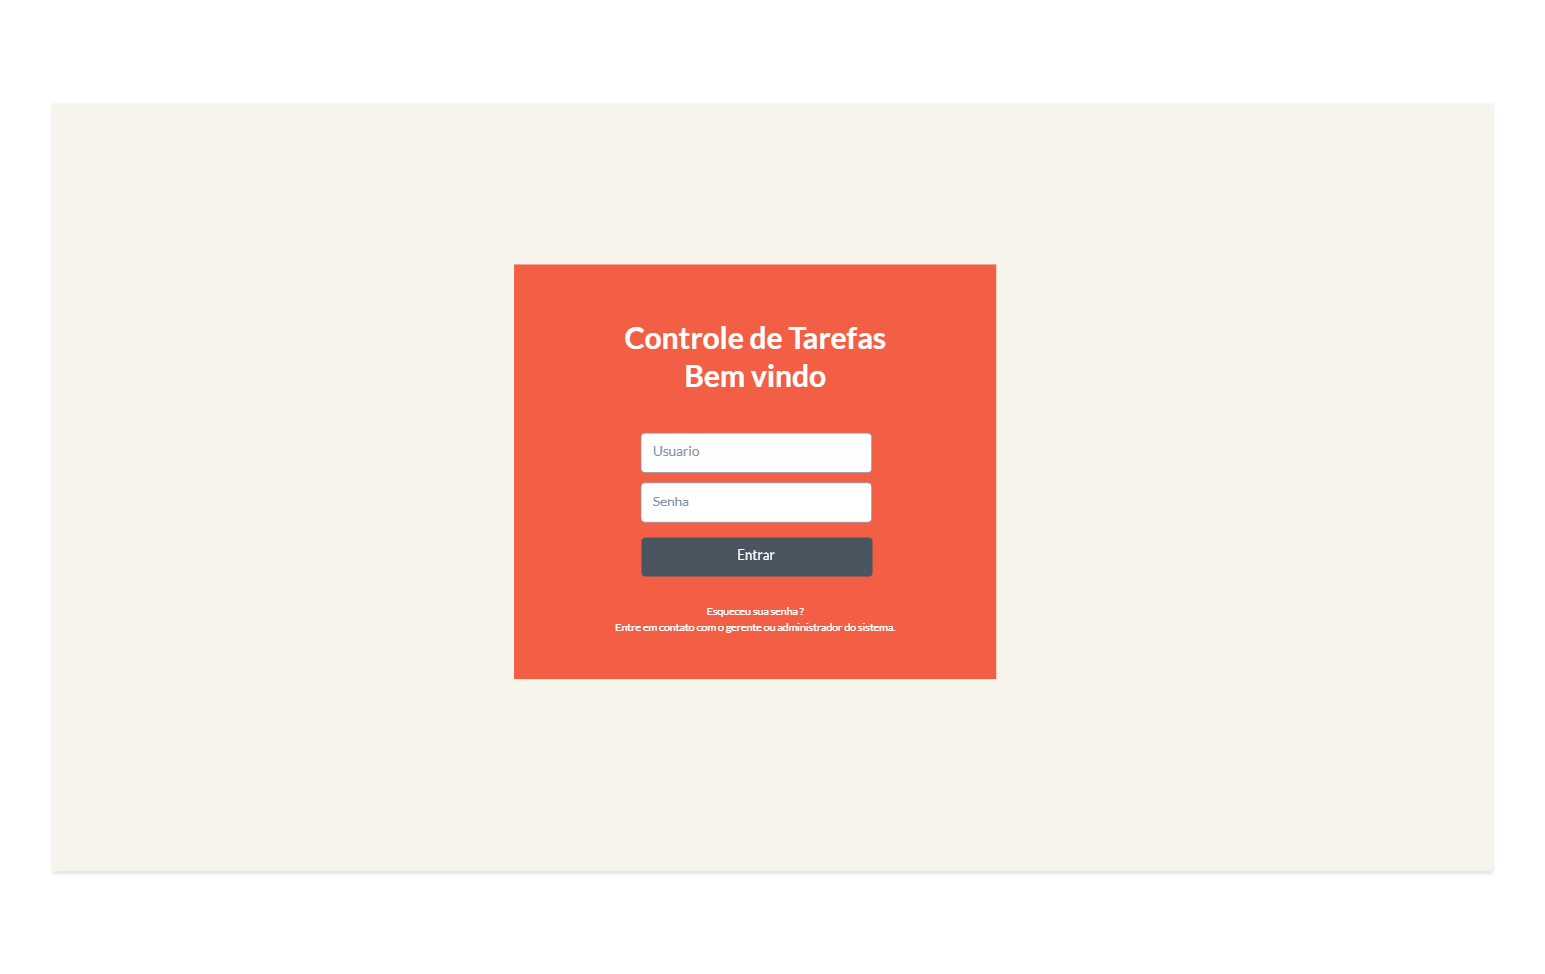 Controle de Tarefas
Bem vindo
Usuario
Senha
Entrar
Esqueceu sua senha ?
Entre em contato com o gerente ou administrador do sistema.